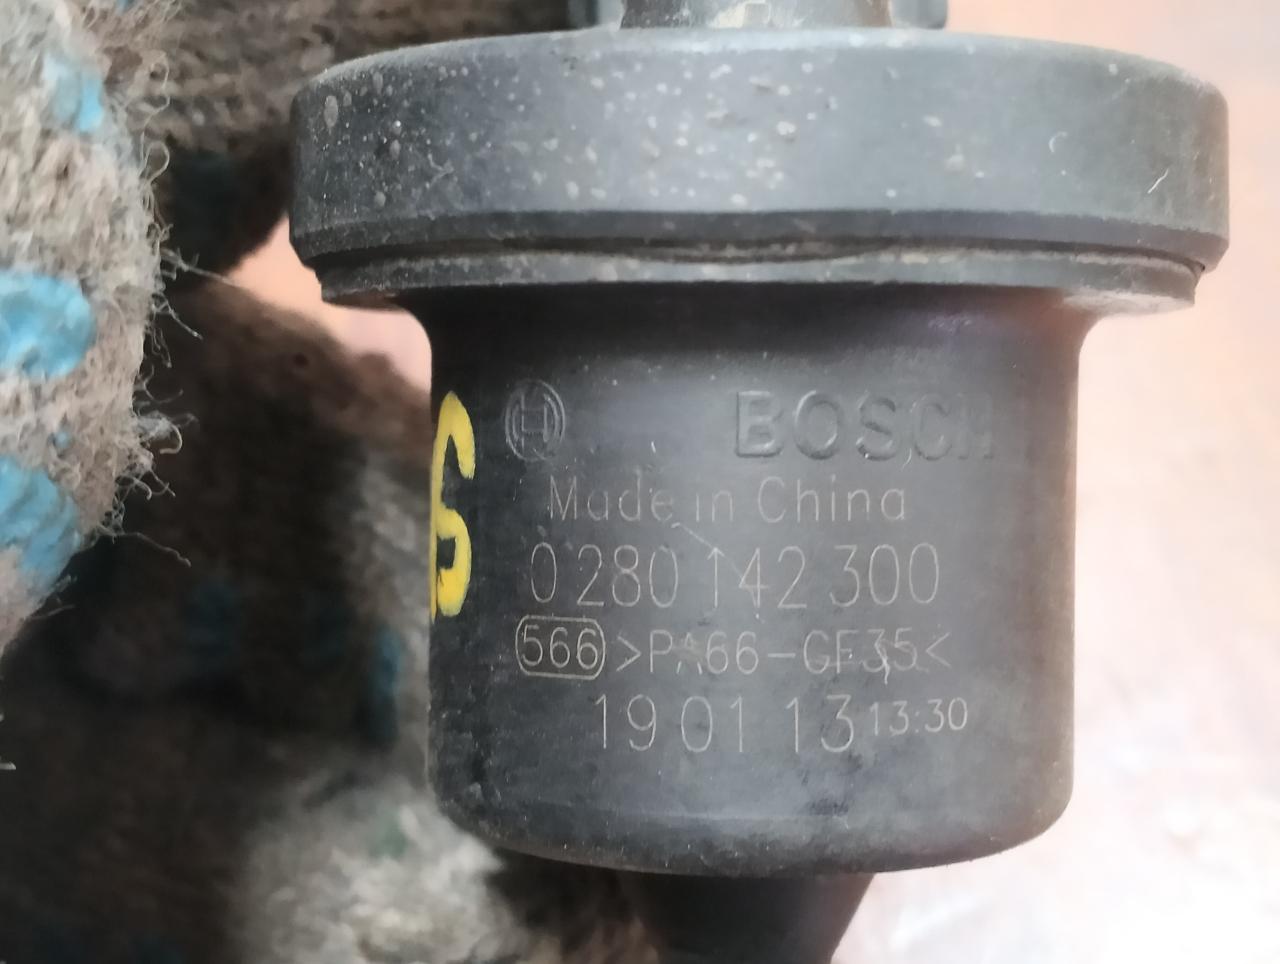 BOSCH
Made in China
0 280 142 300
566 >PA66-GF35<
19 01 13 13:30